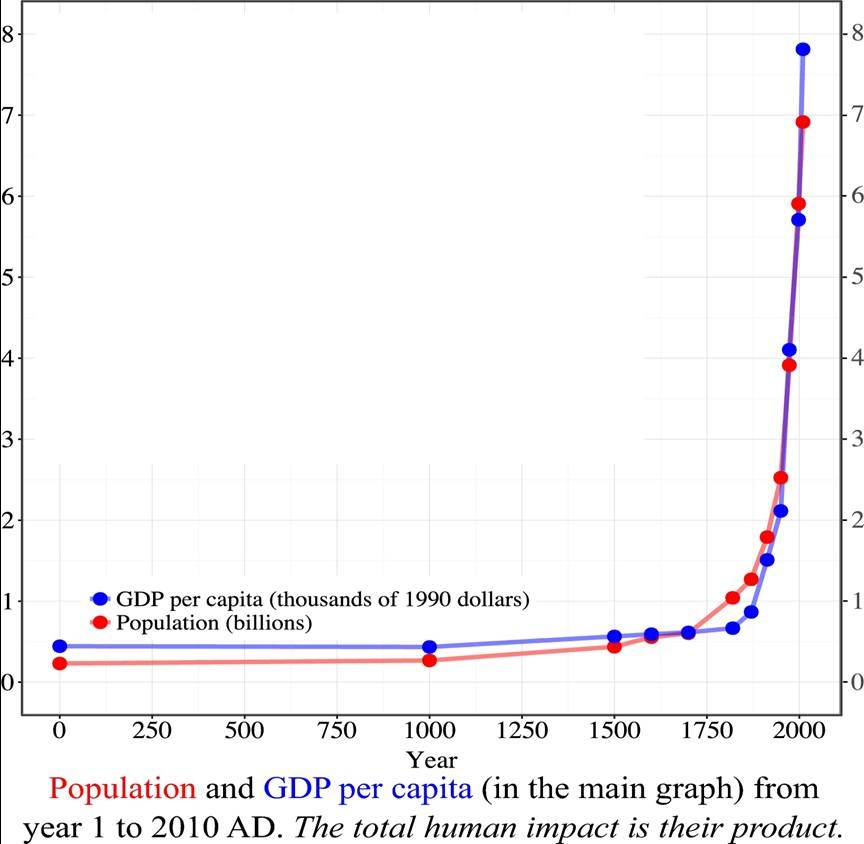 8 8
7 7
6 6
5 5
4 4
3 3
2 2
1 1
GDP per capita (thousands of 1990 dollars)
Population (billions)
0 0
0 250 500 750 1000 1250 1500 1750 2000
Year
Population and GDP per capita (in the main graph) from
year 1 to 2010 AD. The total human impact is their product.